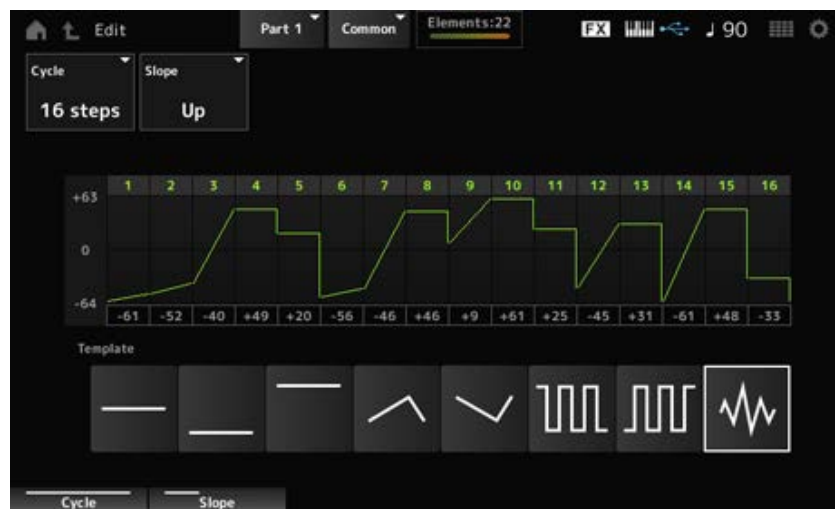 Edit Part 1 Common Elements:22 FX 90
Cycle Slope
16 steps Up
1 2 3 4 5 6 7 8 9 10 11 12 13 14 15 16
+63
0
-64
-61 -52 -40 +49 +20 -56 -46 +46 +9 +61 +25 -45 +31 -61 +48 -33
Template
Cycle Slope